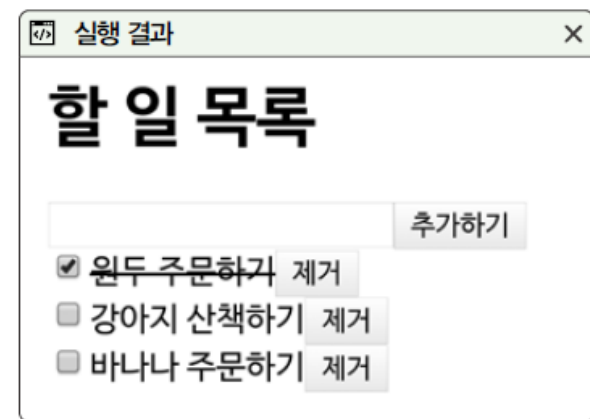 실행 결과
할 일 목록
추가하기
원두 주문하기 제거
강아지 산책하기 제거
바나나 주문하기 제거